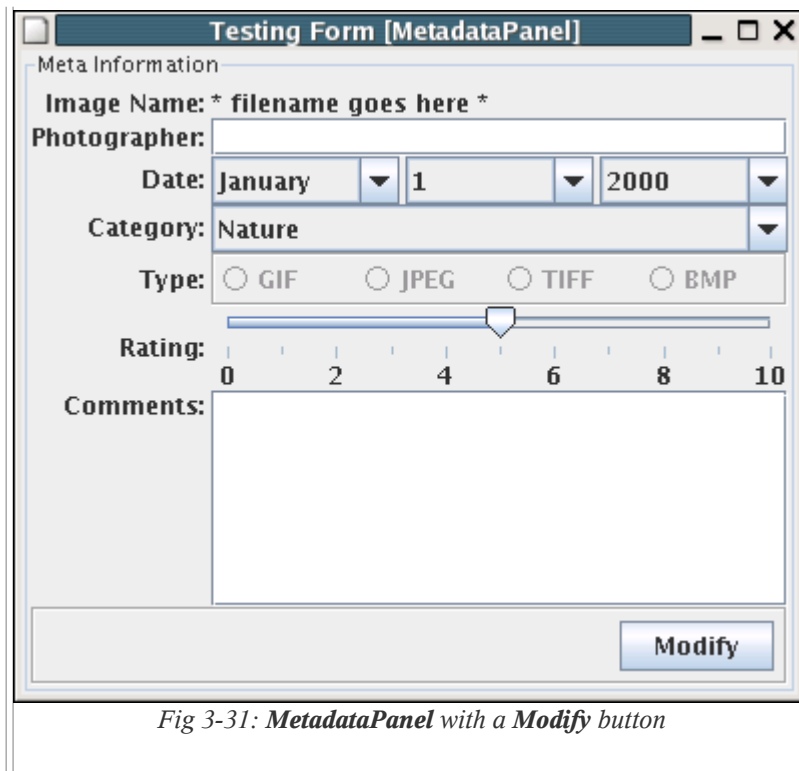 Testing Form [MetadataPanel]
Meta Information
Image Name: * filename goes here *
Photographer:
Date: January 1 2000
Category: Nature
Type: GIF JPEG TIFF BMP
Rating:
0 2 4 6 8 10
Comments:
Modify
Fig 3-31: MetadataPanel with a Modify button